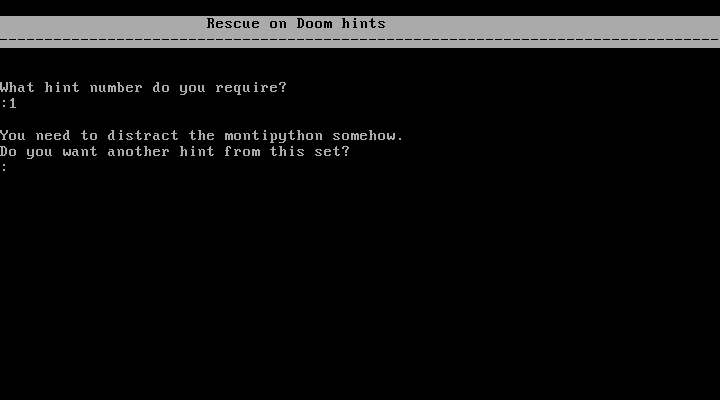 Rescue on Doom hints
--------------------------------------------------------------------------------
What hint number do you require?
:1
You need to distract the montipython somehow.
Do you want another hint from this set?
: